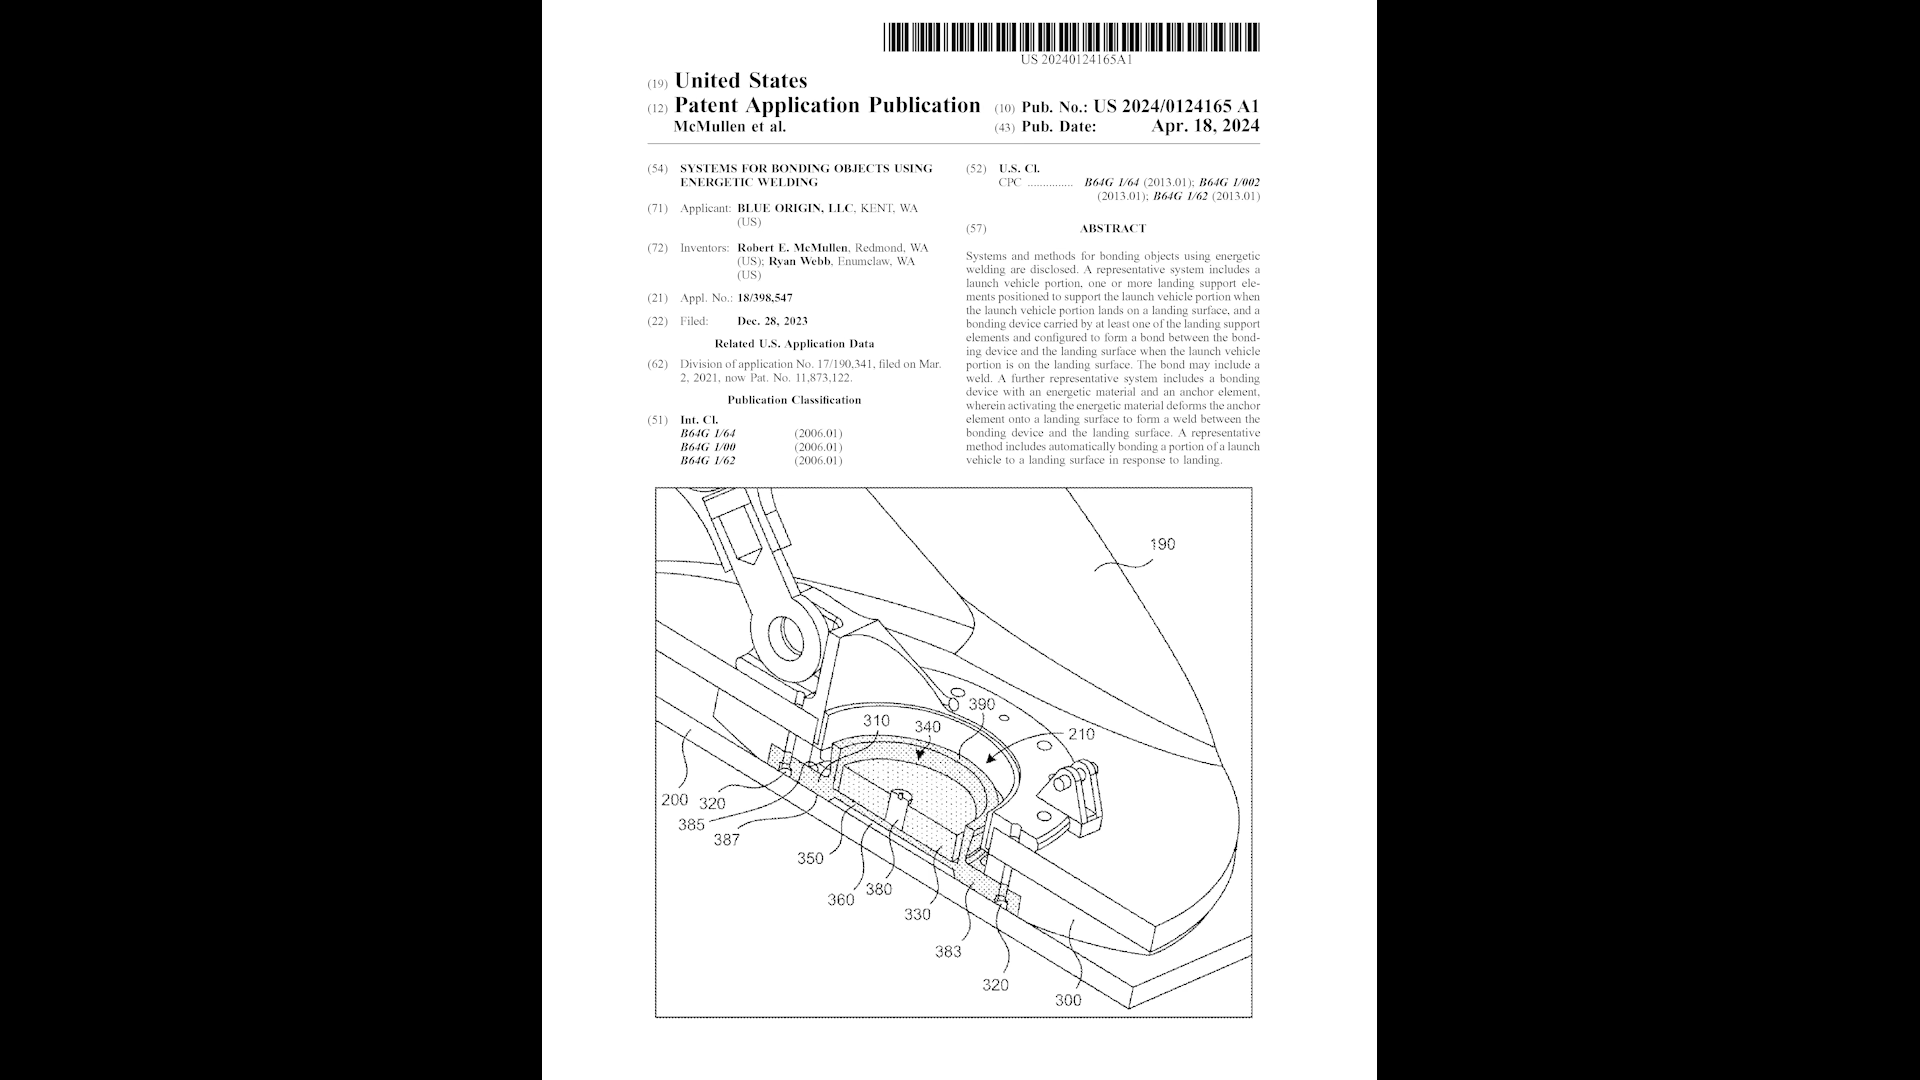 US 20240124165A1
(19) United States
(12) Patent Application Publication
McMullen et al.
(10) Pub. No.: US 2024/0124165 A1
(43) Pub. Date: Apr. 18, 2024
(54) SYSTEMS FOR BONDING OBJECTS USING
ENERGETIC WELDING
(71) Applicant: BLUE ORIGIN, LLC, KENT, WA
(US)
(72) Inventors: Robert E. McMullen, Redmond, WA
(US); Ryan Webb, Enumclaw, WA
(US)
(21) Appl. No.: 18/398,547
(22) Filed: Dec. 28, 2023
Related U.S. Application Data
(62) Division of application No. 17/190,341, filed on Mar.
2, 2021, now Pat. No. 11,873,122.
Publication Classification
(51) Int. Cl.
B64G 1/64 (2006.01)
B64G 1/00 (2006.01)
B64G 1/62 (2006.01)
(52) U.S. Cl.
CPC ............... B64G 1/64 (2013.01); B64G 1/002
(2013.01); B64G 1/62 (2013.01)
(57) ABSTRACT
Systems and methods for bonding objects using energetic
welding are disclosed. A representative system includes a
launch vehicle portion, one or more landing support ele-
ments positioned to support the launch vehicle portion when
the launch vehicle portion lands on a landing surface, and a
bonding device carried by at least one of the landing support
elements and configured to form a bond between the bond-
ing device and the landing surface when the launch vehicle
portion is on the landing surface. The bond may include a
weld. A further representative system includes a bonding
device with an energetic material and an anchor element,
wherein activating the energetic material deforms the anchor
element onto a landing surface to form a weld between the
bonding device and the landing surface. A representative
method includes automatically bonding a portion of a launch
vehicle to a landing surface in response to landing.
190
390
310
340
210
200
320
385
387
350
380
360
330
383
320
300